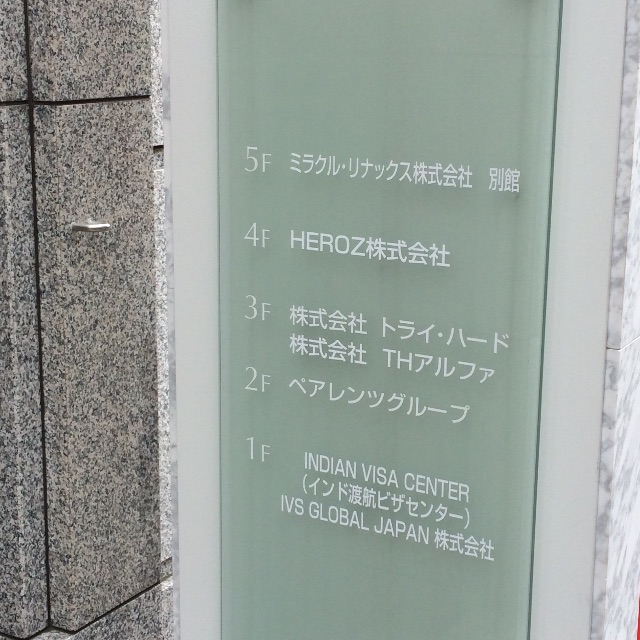 5F ミラクル・リナックス株式会社 別館
4F HEROZ株式会社
3F 株式会社 トライ・ハード
株式会社 THアルファ
2F ペアレンツグループ
1F INDIAN VISA CENTER
(インド渡航ビザセンター)
IVS GLOBAL JAPAN 株式会社